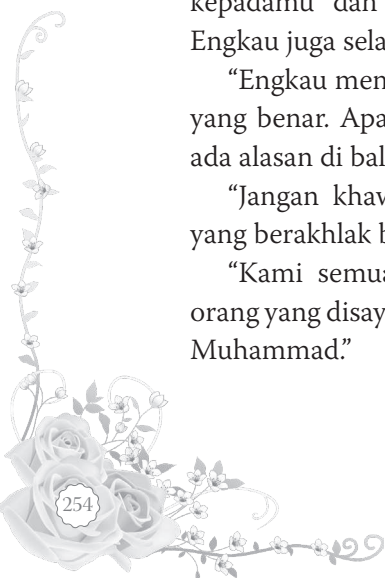 kepadamu dan
Engkau juga sela
"Engkau men
yang benar. Apa
ada alasan di bal
"Jangan khaw
yang berakhlak b
"Kami semua
orang yang disay
Muhammad."
254